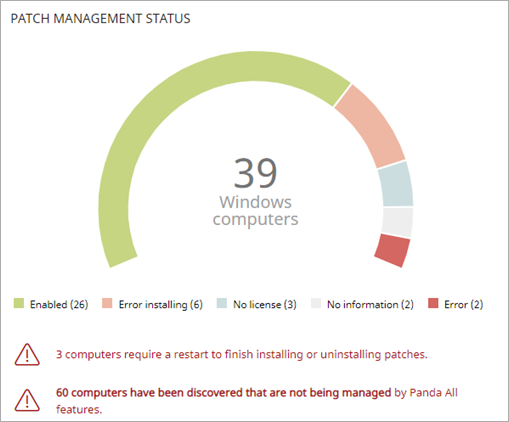 PATCH MANAGEMENT STATUS
39
Windows
computers
Enabled (26) Error installing (6) No license (3) No information (2) Error (2)
3 computers require a restart to finish installing or uninstalling patches.
60 computers have been discovered that are not being managed by Panda All
features.